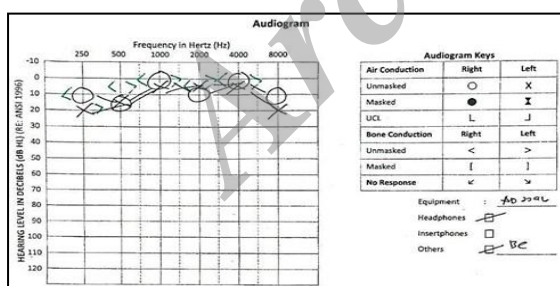 Audiogram
Frequency in Hertz (Hz)
250 500 1000 2000 4000 8000
HEARING LEVEL IN DECIBELS (dB HL) (RE: ANSI 1996)
-10
0
10
20
30
40
50
60
70
80
90
100
110
120
Audiogram Keys
Air Conduction Right Left
Unmasked O X
Masked
UCL
Bone Conduction Right Left
Unmasked < >
Masked [ ]
No Response ↙ ↘
Equipment :
Headphones
Insertphones
Others BC